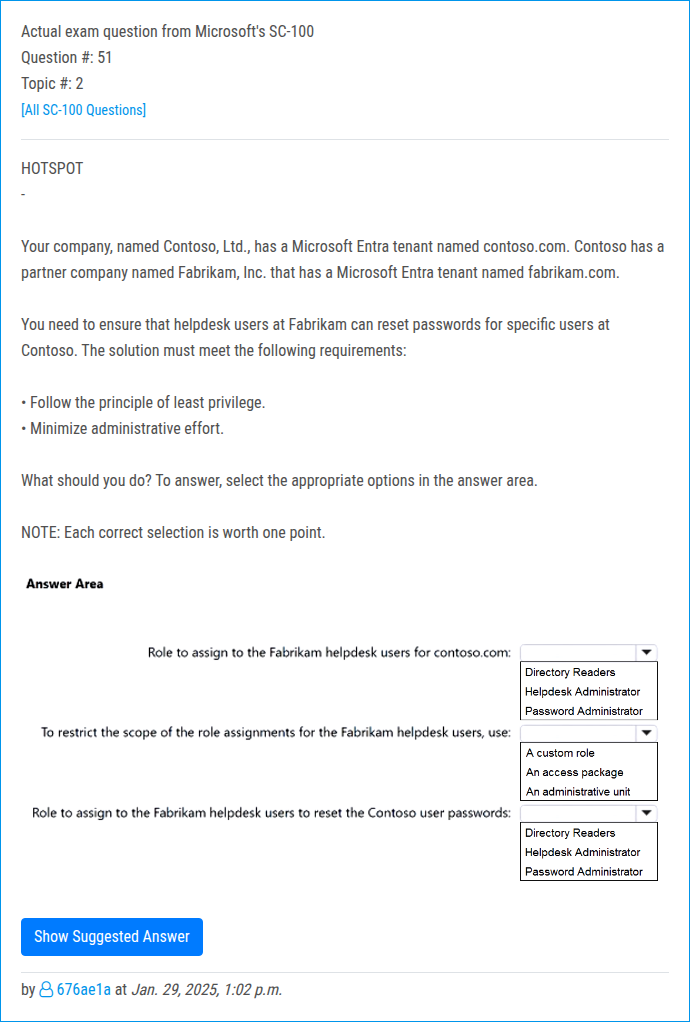 Actual exam question from Microsoft's SC-100
Question #: 51
Topic #: 2
[All SC-100 Questions]
HOTSPOT
-
Your company, named Contoso, Ltd., has a Microsoft Entra tenant named contoso.com. Contoso has a
partner company named Fabrikam, Inc. that has a Microsoft Entra tenant named fabrikam.com.
You need to ensure that helpdesk users at Fabrikam can reset passwords for specific users at
Contoso. The solution must meet the following requirements:
• Follow the principle of least privilege.
• Minimize administrative effort.
What should you do? To answer, select the appropriate options in the answer area.
NOTE: Each correct selection is worth one point.
Answer Area
Role to assign to the Fabrikam helpdesk users for contoso.com:
Directory Readers
Helpdesk Administrator
Password Administrator
To restrict the scope of the role assignments for the Fabrikam helpdesk users, use:
A custom role
An access package
An administrative unit
Role to assign to the Fabrikam helpdesk users to reset the Contoso user passwords:
Directory Readers
Helpdesk Administrator
Password Administrator
Show Suggested Answer
by 676ae1a at Jan. 29, 2025, 1:02 p.m.